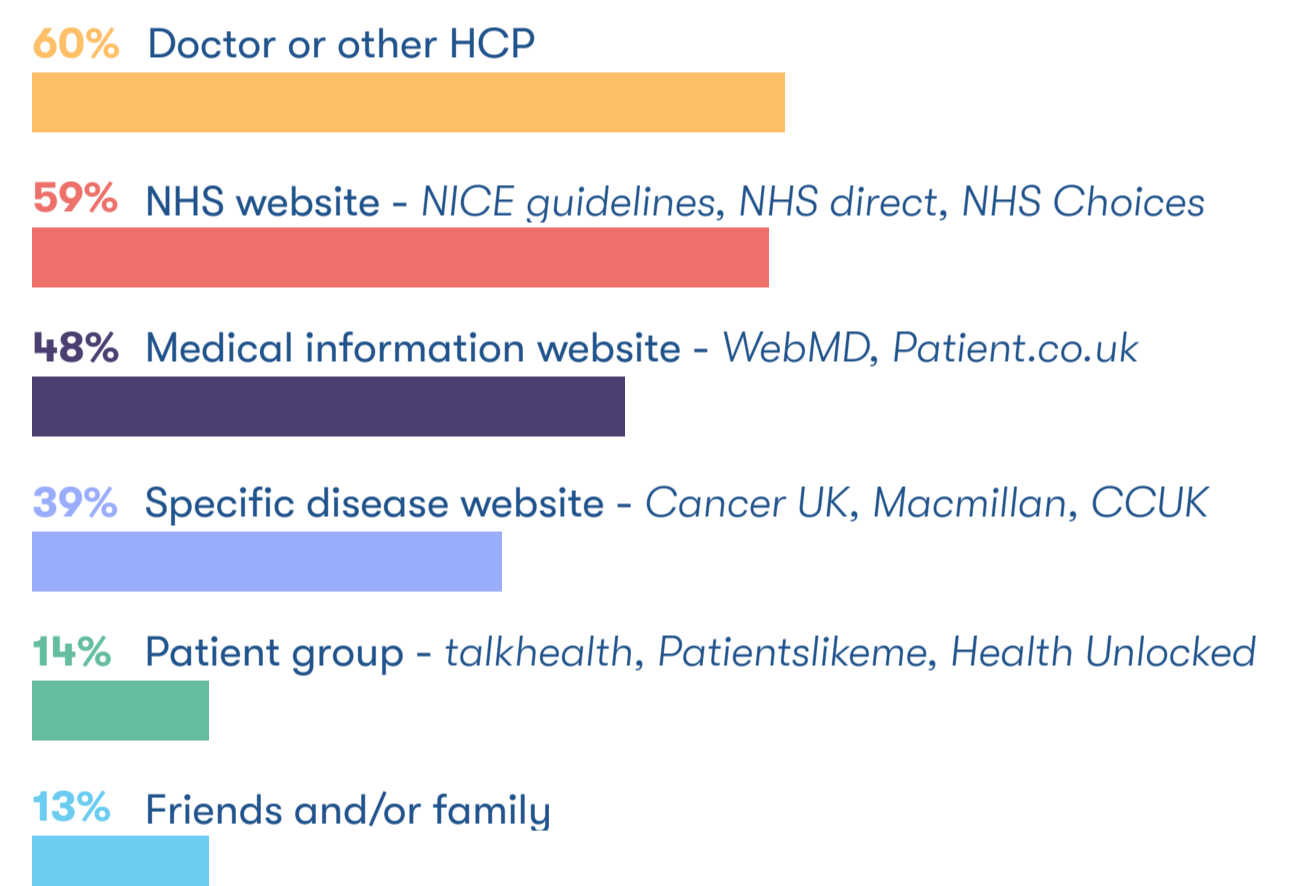 60% Doctor or other HCP
59% NHS website - NICE guidelines, NHS direct, NHS Choices
48% Medical information website - WebMD, Patient.co.uk
39% Specific disease website - Cancer UK, Macmillan, CCUK
14% Patient group - talkhealth, Patientslikeme, Health Unlocked
13% Friends and/or family